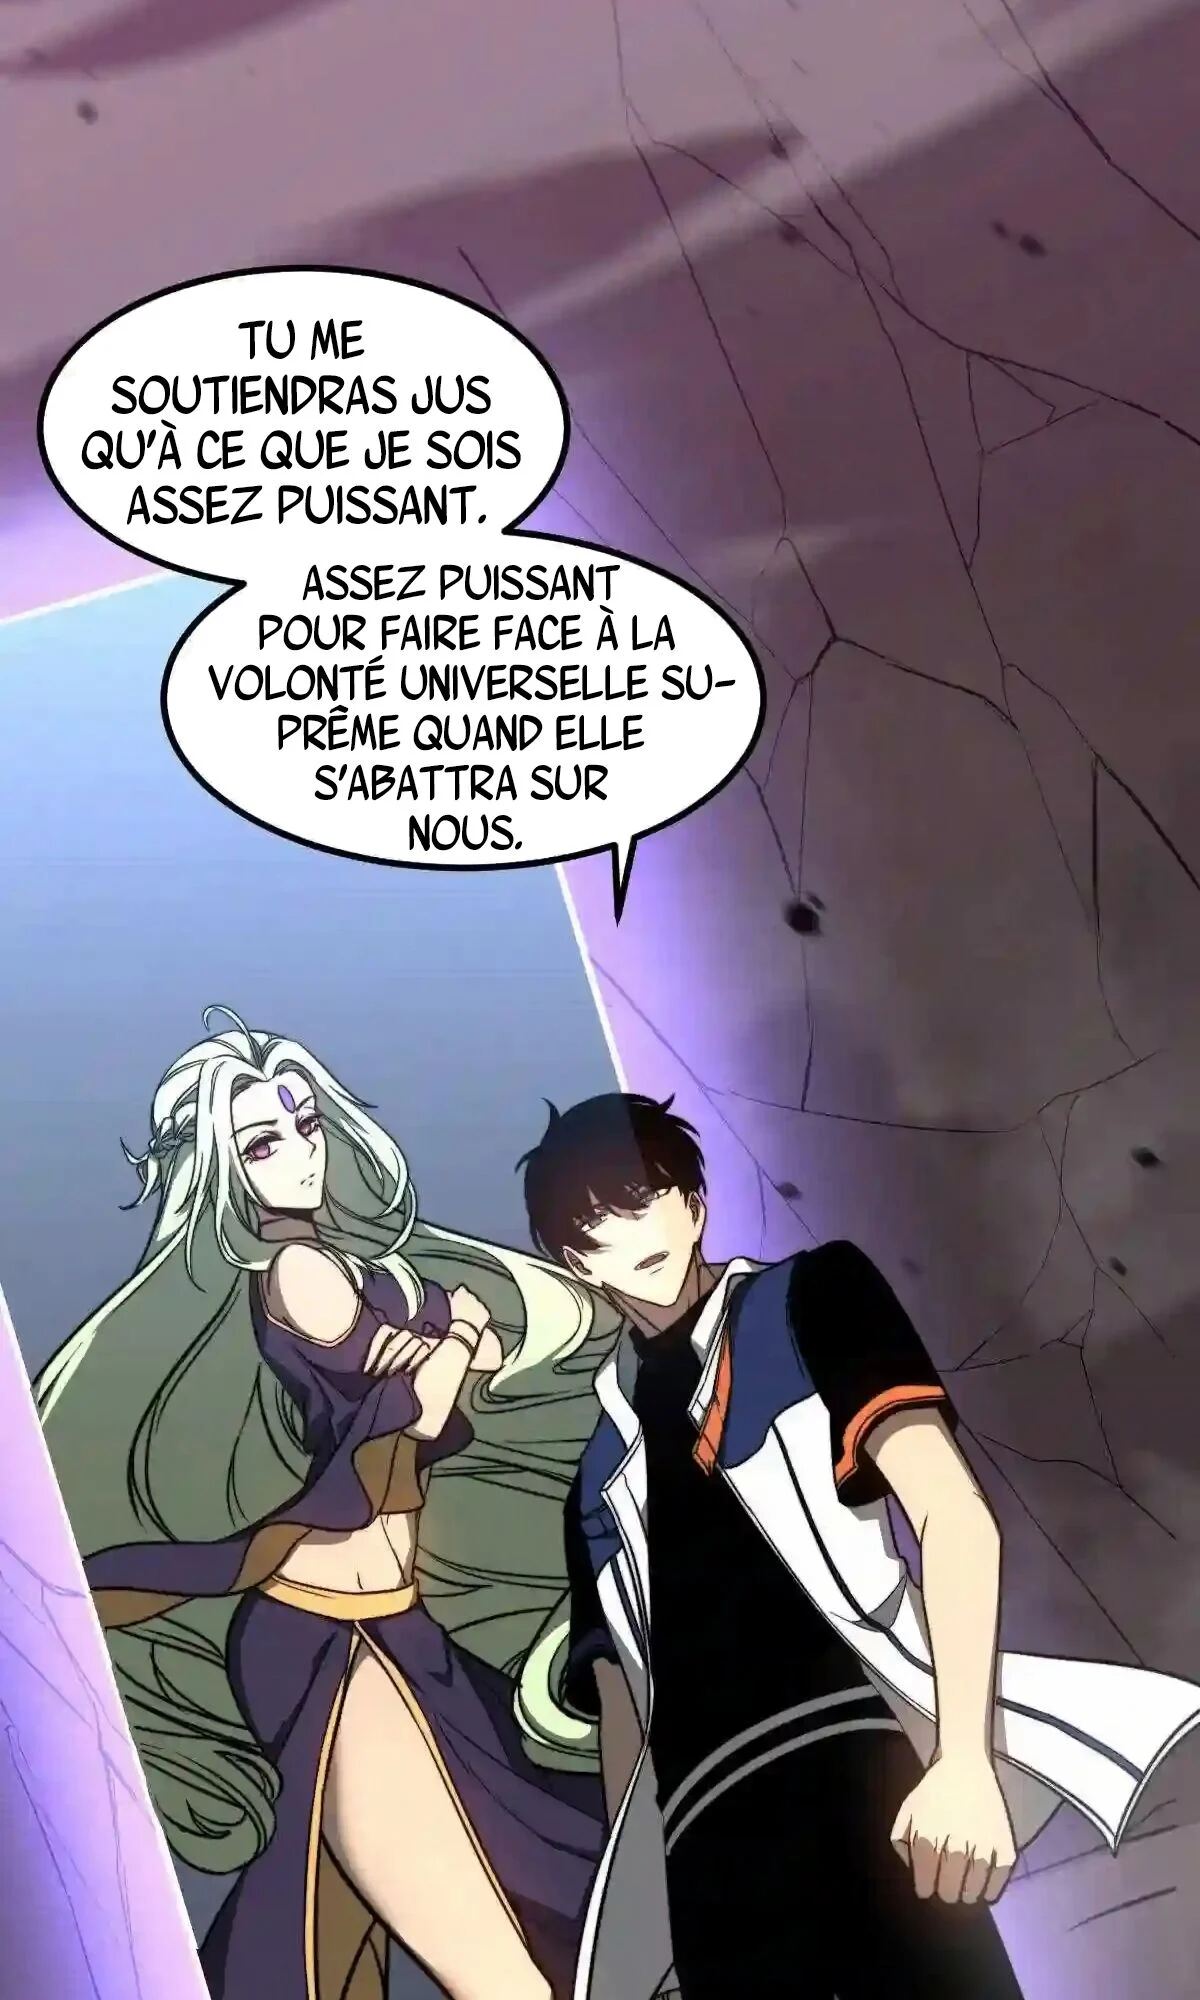 TU ME
SOUTIENDRAS JUS
QU'À CE QUE JE SOIS
ASSEZ PUISSANT.
ASSEZ PUISSANT
POUR FAIRE FACE À LA
VOLONTÉ UNIVERSELLE SU-
PRÊME QUAND ELLE
S'ABATTRA SUR
NOUS.